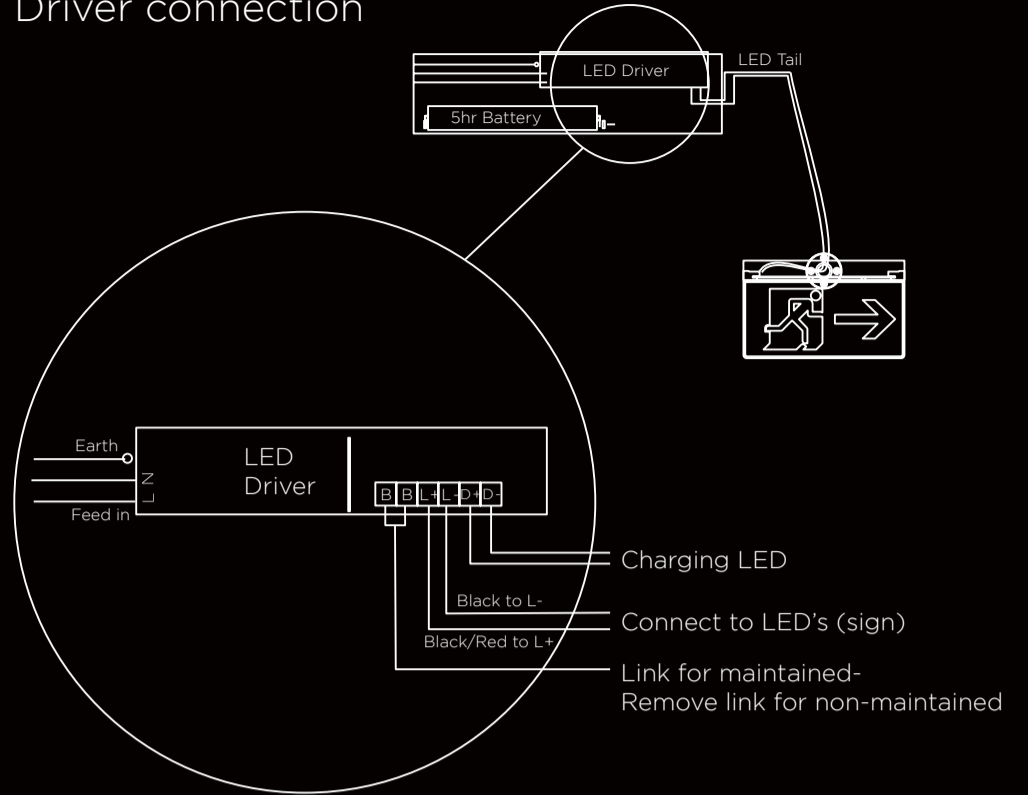 Driver connection
LED Driver
LED Tail
5hr Battery
Earth
L N
Feed in
LED
Driver
B B L+ L- D+ D-
Charging LED
Black to L-
Connect to LED's (sign)
Black/Red to L+
Link for maintained-
Remove link for non-maintained